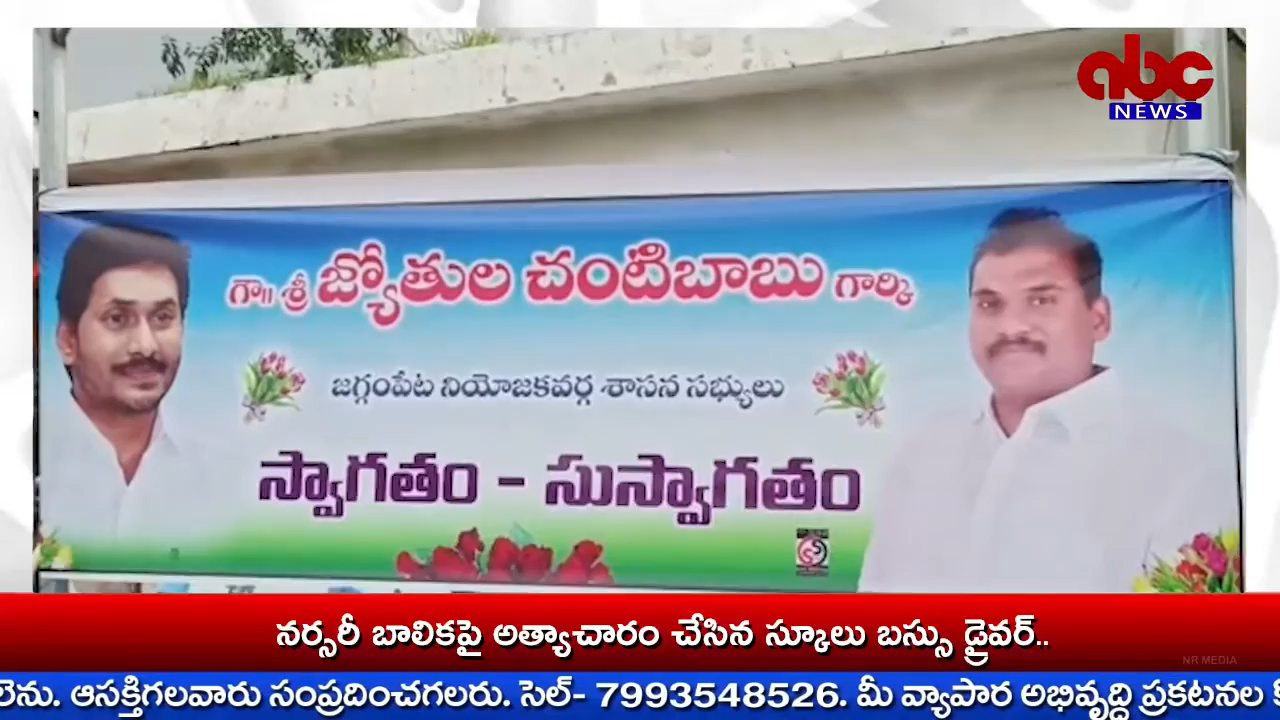 abc
NEWS
గౌ॥ శ్రీ జ్యోతుల చంటిబాబు గార్కి
జగ్గంపేట నియోజకవర్గ శాసన సభ్యులు
స్వాగతం - సుస్వాగతం
నర్సరీ బాలికపై అత్యాచారం చేసిన స్కూలు బస్సు డ్రైవర్..
NR MEDIA
లెను. ఆసక్తిగలవారు సంప్రదించగలరు. సెల్- 7993548526. మీ వ్యాపార అభివృద్ది ప్రకటనల